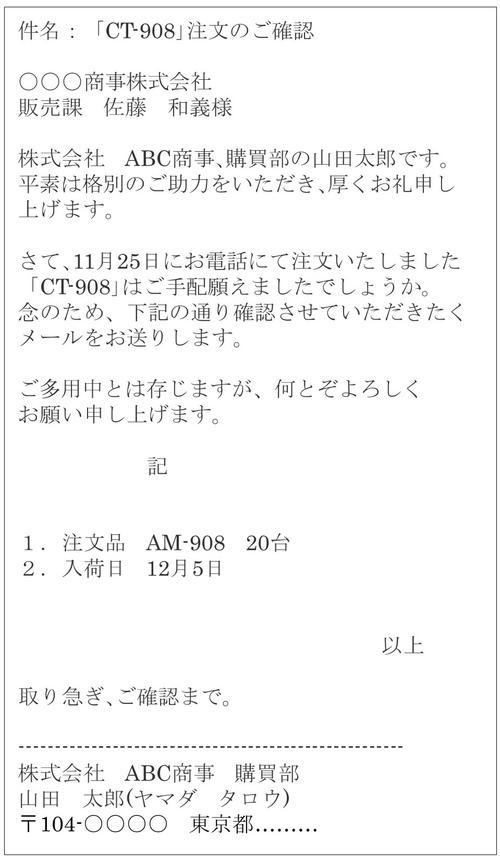 件名：「CT-908」注文のご確認
〇〇〇商事株式会社
販売課　佐藤　和義様
株式会社　ABC商事、購買部の山田太郎です。
平素は格別のご助力をいただき、厚くお礼申し
上げます。
さて、11月25日にお電話にて注文いたしました
「CT-908」はご手配願えましたでしょうか。
念のため、下記の通り確認させていただきたく
メールをお送りします。
ご多用中とは存じますが、何とぞよろしく
お願い申し上げます。
記
１．注文品　AM-908　20台
２．入荷日　12月5日
以上
取り急ぎ、ご確認まで。
--------------------------------------------------------------
株式会社　ABC商事　購買部
山田　太郎(ヤマダ　タロウ)
〒104-〇〇〇〇　東京都………